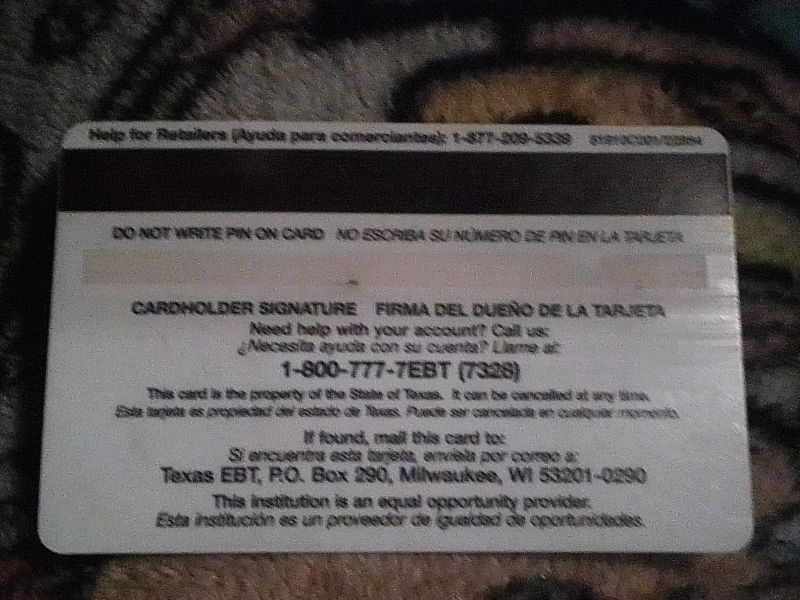 Help for Retailers (Ayuda para comerciantes): 1-877-209-5339
DO NOT WRITE PIN ON CARD NO ESCRIBA SU NÚMERO DE PIN EN LA TARJETA
CARDHOLDER SIGNATURE FIRMA DEL DUEÑO DE LA TARJETA
Need help with your account? Call us:
¿Necesita ayuda con su cuenta? Llame al:
1-800-777-7EBT (7328)
This card is the property of the State of Texas. It can be cancelled at any time.
Esta tarjeta es propiedad del estado de Texas. Puede ser cancelada en cualquier momento.
If found, mail this card to:
Si encuentra esta tarjeta, envíela por correo a:
Texas EBT, P.O. Box 290, Milwaukee, WI 53201-0290
This institution is an equal opportunity provider.
Esta institución es un proveedor de igualdad de oportunidades.